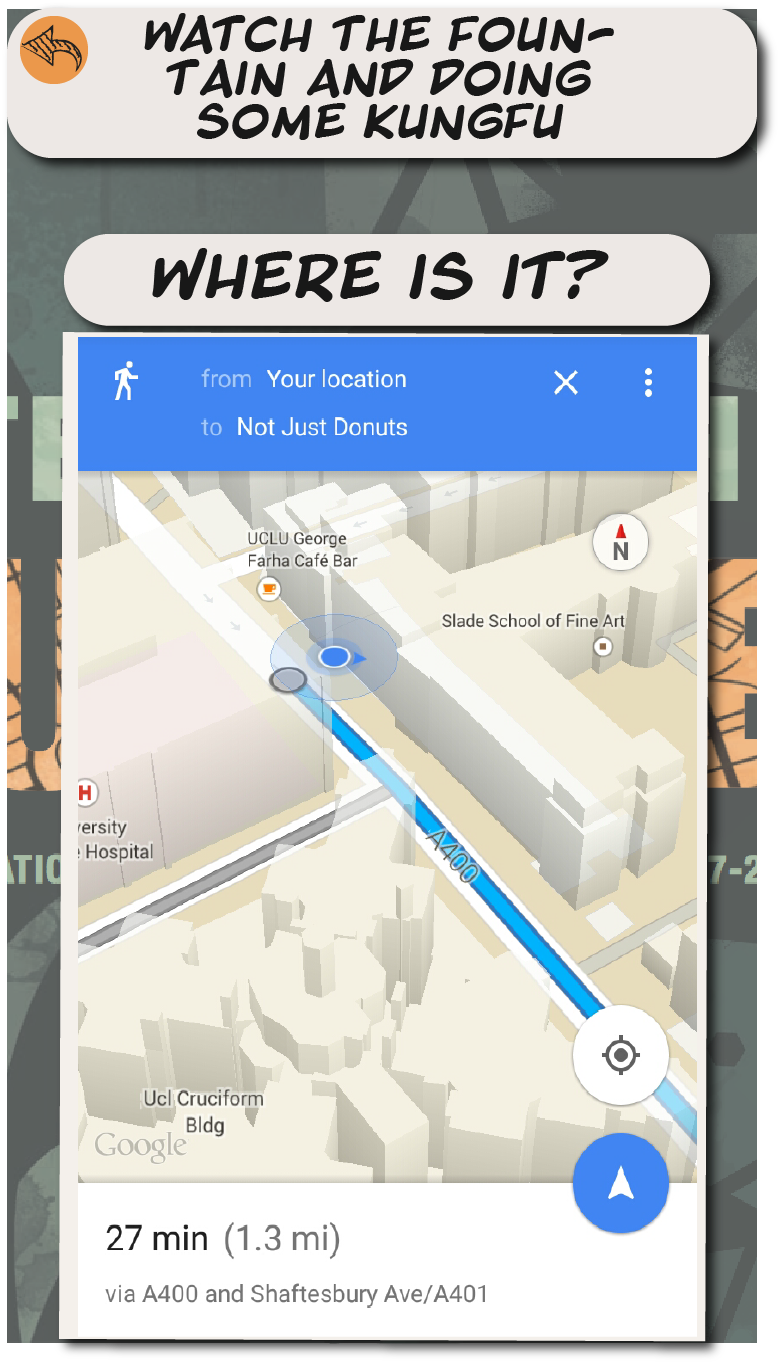 WATCH THE FOUN-
TAIN AND DOING
SOME KUNGFU
WHERE IS IT?
from Your location
to Not Just Donuts
UCLU George
Farha Café Bar
N
Slade School of Fine Art
H
versity
e Hospital
A400
Ucl Cruciform
Bldg
Google
27 min (1.3 mi)
via A400 and Shaftesbury Ave/A401